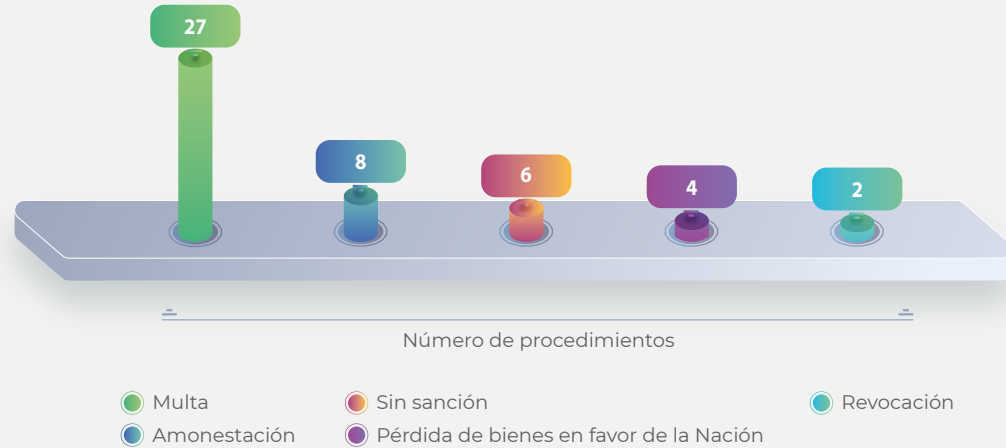 27
8
6
4
2
Número de procedimientos
Multa
Sin sanción
Revocación
Amonestación
Pérdida de bienes en favor de la Nación